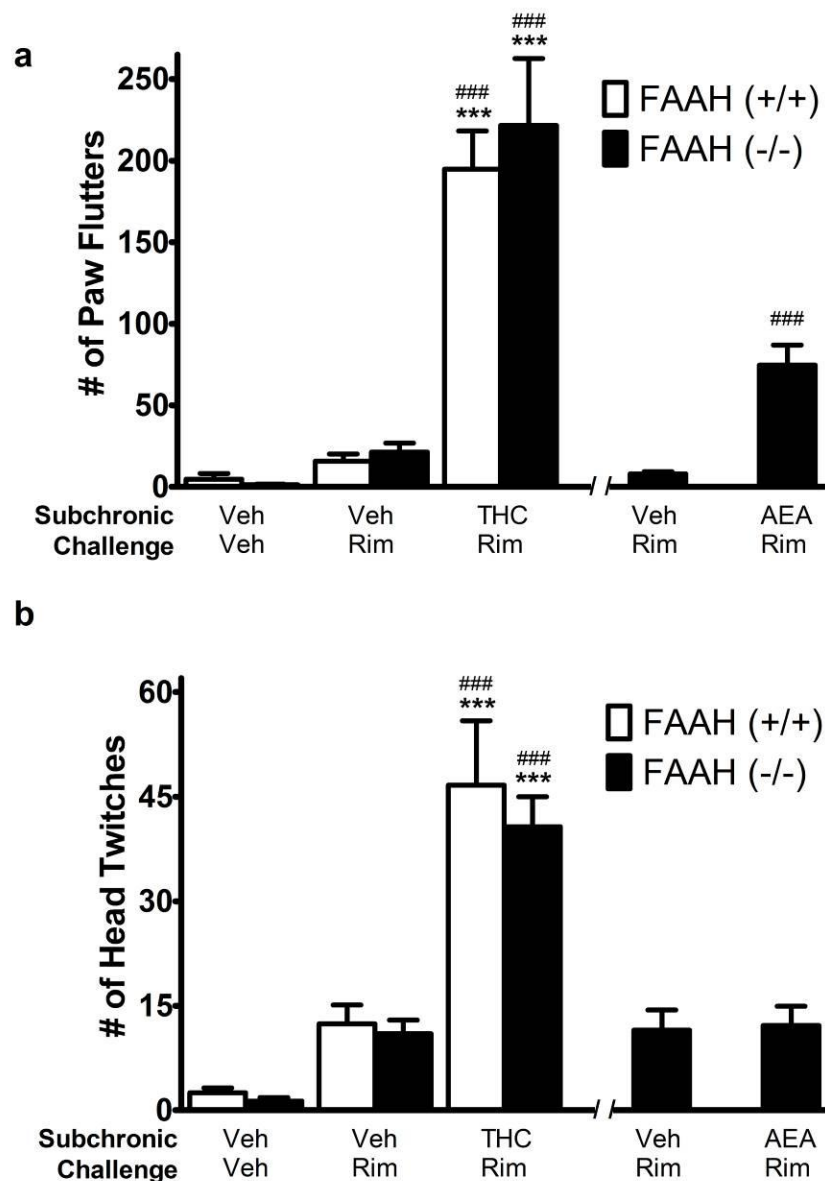 a
# of Paw Flutters
250
200
150
100
50
0
###
***
###
***
###
FAAH (+/+)
FAAH (-/-)
//
Subchronic Veh Veh THC Veh AEA
Challenge Veh Rim Rim Rim Rim
b
# of Head Twitches
60
45
30
15
0
###
***
###
***
FAAH (+/+)
FAAH (-/-)
//
Subchronic Veh Veh THC Veh AEA
Challenge Veh Rim Rim Rim Rim